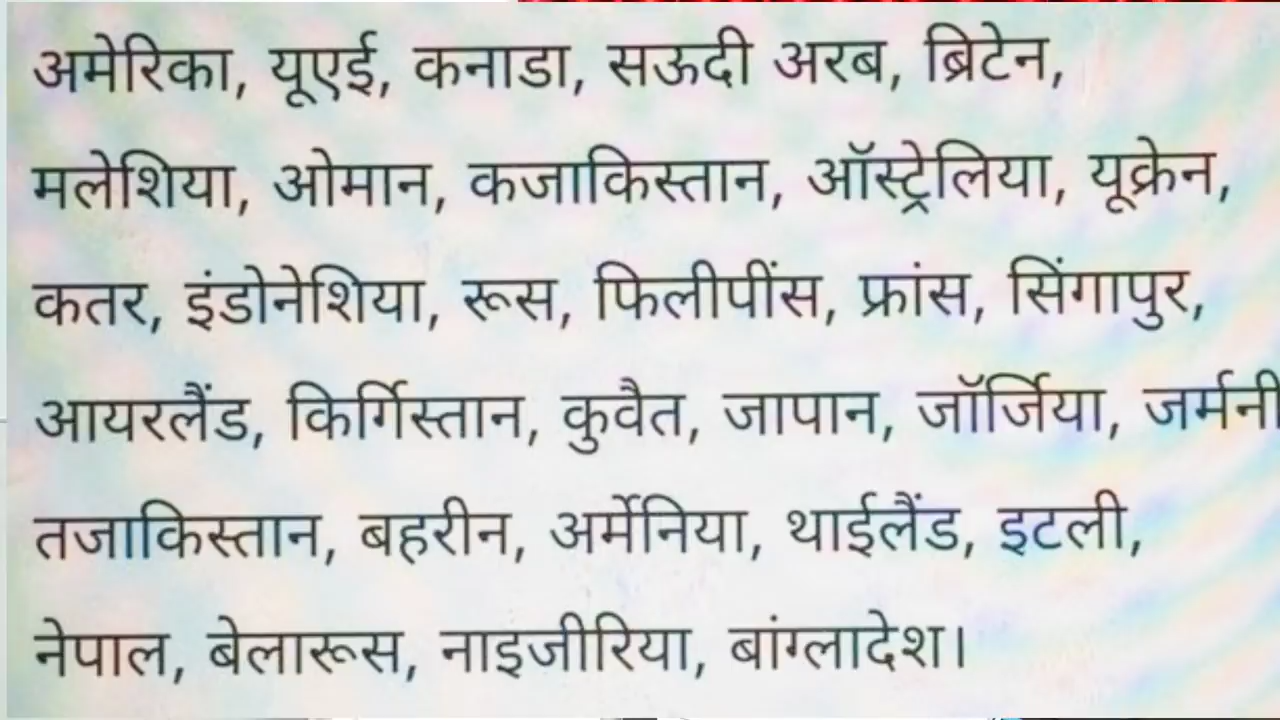 अमेरिका, यूएई, कनाडा, सऊदी अरब, ब्रिटेन,
मलेशिया, ओमान, कजाकिस्तान, ऑस्ट्रेलिया, यूक्रेन,
कतर, इंडोनेशिया, रूस, फिलीपींस, फ्रांस, सिंगापुर,
आयरलैंड, किर्गिस्तान, कुवैत, जापान, जॉर्जिया, जर्मनी
तजाकिस्तान, बहरीन, अर्मेनिया, थाईलैंड, इटली,
नेपाल, बेलारूस, नाइजीरिया, बांग्लादेश।